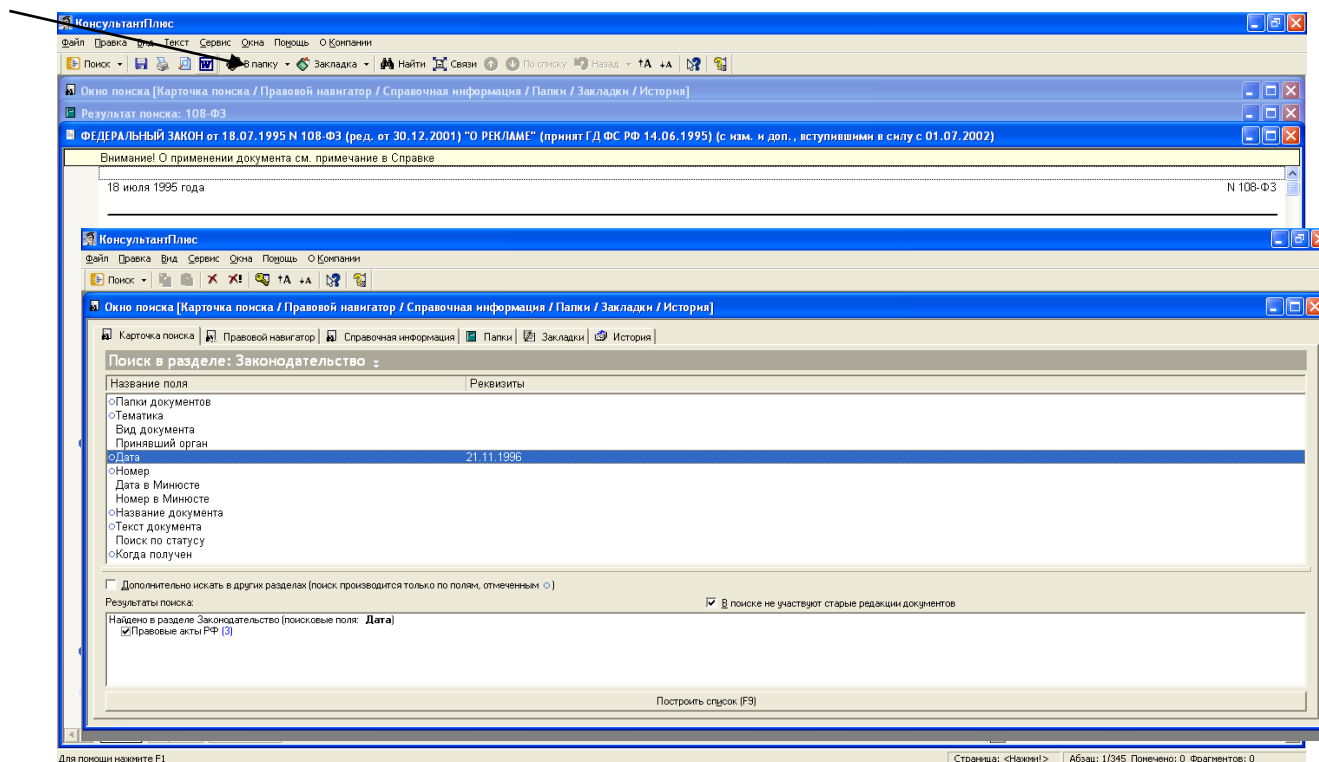 КонсультантПлюс
Файл Правка Вид Текст Сервис Окна Помощь О Компании
Поиск В папку Закладка Найти Связи По списку Назад
Окно поиска [Карточка поиска / Правовой навигатор / Справочная информация / Папки / Закладки / История]
Результат поиска: 108-ФЗ
ФЕДЕРАЛЬНЫЙ ЗАКОН от 18.07.1995 N 108-ФЗ (ред. от 30.12.2001) "О РЕКЛАМЕ" (принят ГД ФС РФ 14.06.1995) (с изм. и доп., вступившими в силу с 01.07.2002)
Внимание! О применении документа см. примечание в Справке
18 июля 1995 года N 108-ФЗ
КонсультантПлюс
Файл Правка Вид Сервис Окна Помощь О Компании
Поиск
Окно поиска [Карточка поиска / Правовой навигатор / Справочная информация / Папки / Закладки / История]
Карточка поиска Правовой навигатор Справочная информация Папки Закладки История
Поиск в разделе: Законодательство
Название поля Реквизиты
Папки документов
Тематика
Вид документа
Принявший орган
Дата 21.11.1996
Номер
Дата в Минюсте
Номер в Минюсте
Название документа
Текст документа
Поиск по статусу
Когда получен
Дополнительно искать в других разделах (поиск производится только по полям, отмеченным ○)
Результаты поиска: В поиске не участвуют старые редакции документов
Найдено в разделе Законодательство (поисковые поля: Дата)
Правовые акты РФ (3)
Построить список (F9)
Для помощи нажмите F1 Страница: <Нажми!> Абзац: 1/345 Помечено: 0 Фрагментов: 0